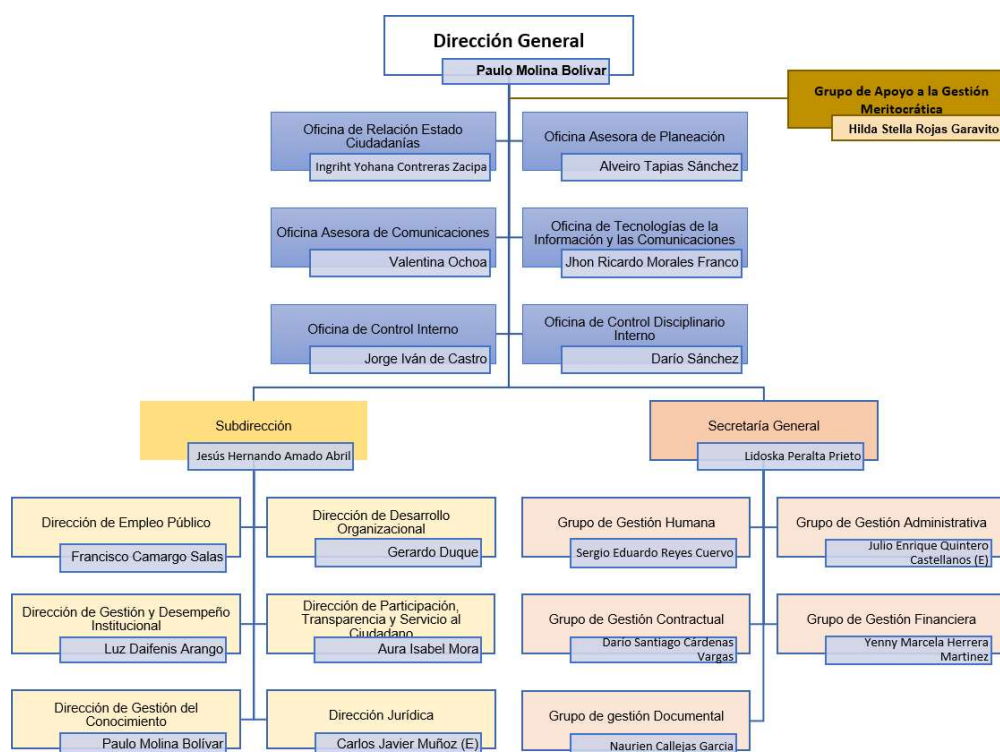 Dirección General
Paulo Molina Bolívar
Grupo de Apoyo a la Gestión
Meritocrática
Hilda Stella Rojas Garavito
Oficina de Relación Estado
Ciudadanías
Ingriht Yohana Contreras Zacipa
Oficina Asesora de Planeación
Alveiro Tapias Sánchez
Oficina Asesora de Comunicaciones
Valentina Ochoa
Oficina de Tecnologías de la
Información y las Comunicaciones
Jhon Ricardo Morales Franco
Oficina de Control Interno
Jorge Iván de Castro
Oficina de Control Disciplinario
Interno
Darío Sánchez
Subdirección
Jesús Hernando Amado Abril
Secretaría General
Lidoska Peralta Prieto
Dirección de Empleo Público
Francisco Camargo Salas
Dirección de Desarrollo
Organizacional
Gerardo Duque
Grupo de Gestión Humana
Sergio Eduardo Reyes Cuervo
Grupo de Gestión Administrativa
Julio Enrique Quintero
Castellanos (E)
Dirección de Gestión y Desempeño
Institucional
Luz Daifenis Arango
Dirección de Participación,
Transparencia y Servicio al
Ciudadano
Aura Isabel Mora
Grupo de Gestión Contractual
Darío Santiago Cárdenas
Vargas
Grupo de Gestión Financiera
Yenny Marcela Herrera
Martinez
Dirección de Gestión del
Conocimiento
Paulo Molina Bolívar
Dirección Jurídica
Carlos Javier Muñoz (E)
Grupo de gestión Documental
Naurien Callejas Garcia